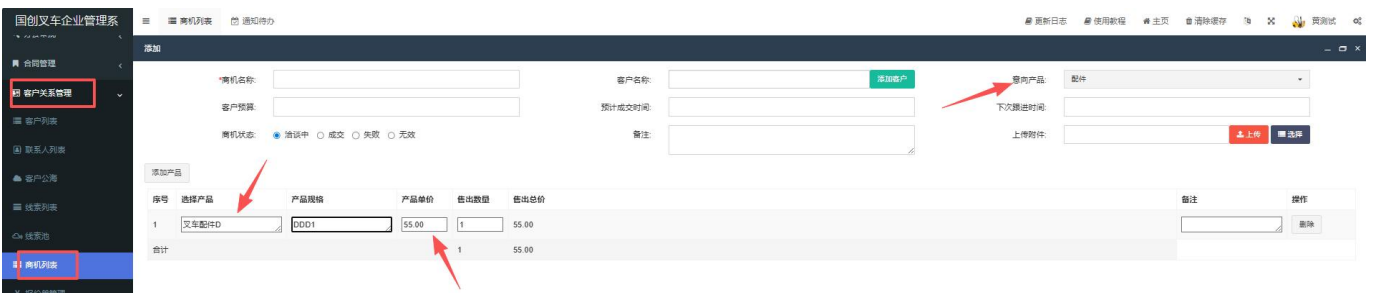 国创叉车企业管理系
商机列表
通知待办
更新日志
使用教程
主页
清除缓存
黄测试
合同管理
客户关系管理
客户列表
联系人列表
客户公海
线索列表
线索池
商机列表
添加
*商机名称:
客户名称:
添加客户
意向产品:
配件
客户预算:
预计成交时间:
下次跟进时间:
商机状态:
洽谈中
成交
失败
无效
备注:
上传附件:
上传
选择
添加产品
序号 选择产品 产品规格 产品单价 售出数量 售出总价 备注 操作
1 叉车配件D DDD1 55.00 1 55.00 删除
合计 1 55.00